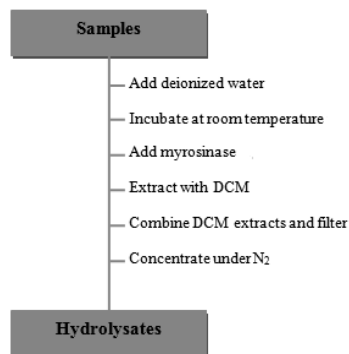 Samples
Add deionized water
Incubate at room temperature
Add myrosinase
Extract with DCM
Combine DCM extracts and filter
Concentrate under N₂
Hydrolysates